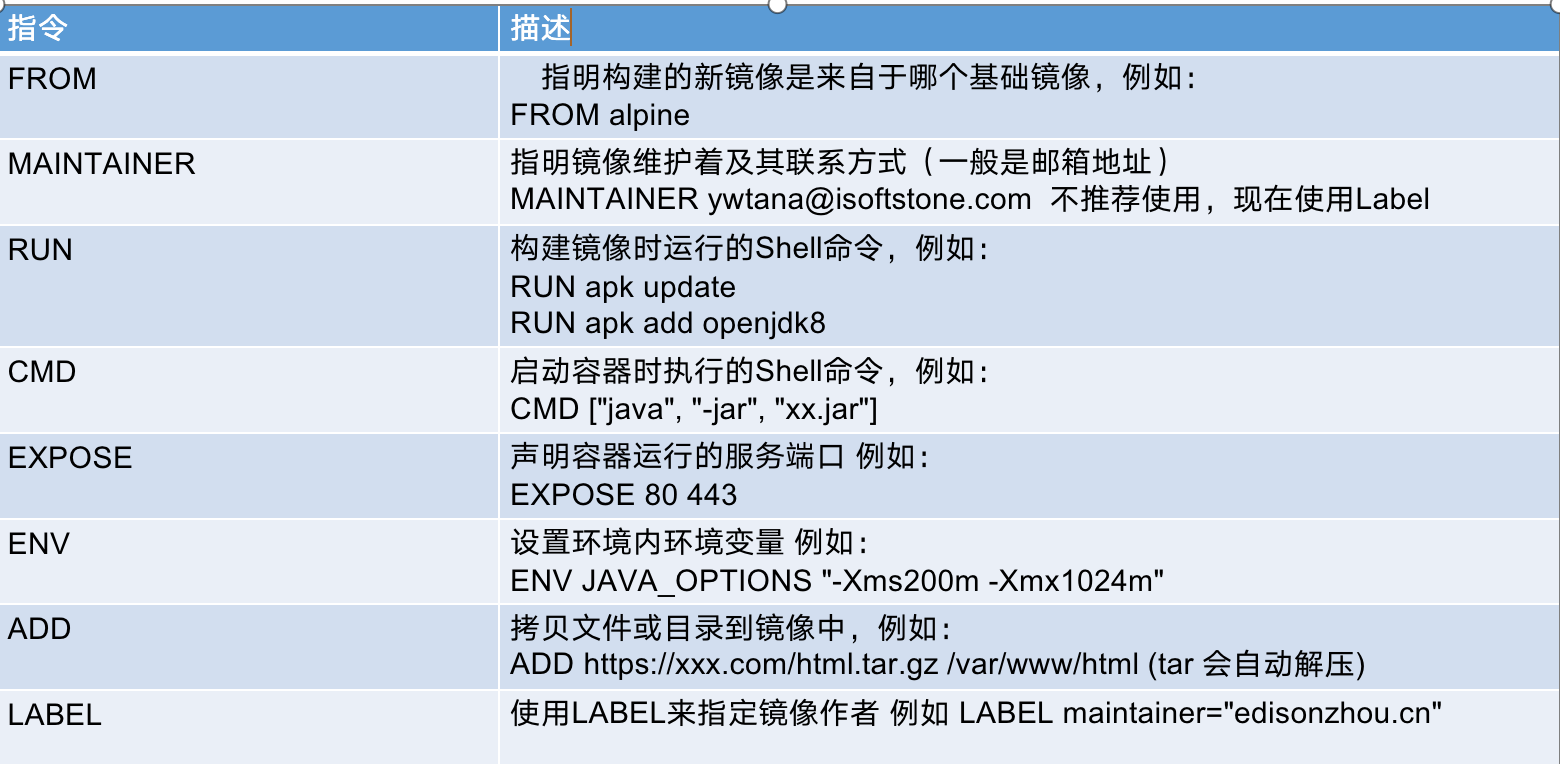 指令
描述
FROM
指明构建的新镜像是来自于哪个基础镜像，例如：
FROM alpine
MAINTAINER
指明镜像维护着及其联系方式（一般是邮箱地址）
MAINTAINER ywtana@isoftstone.com  不推荐使用，现在使用Label
RUN
构建镜像时运行的Shell命令，例如：
RUN apk update
RUN apk add openjdk8
CMD
启动容器时执行的Shell命令，例如：
CMD ["java", "-jar", "xx.jar"]
EXPOSE
声明容器运行的服务端口 例如：
EXPOSE 80 443
ENV
设置环境内环境变量 例如：
ENV JAVA_OPTIONS "-Xms200m -Xmx1024m"
ADD
拷贝文件或目录到镜像中，例如：
ADD https://xxx.com/html.tar.gz /var/www/html (tar 会自动解压)
LABEL
使用LABEL来指定镜像作者 例如 LABEL maintainer="edisonzhou.cn"